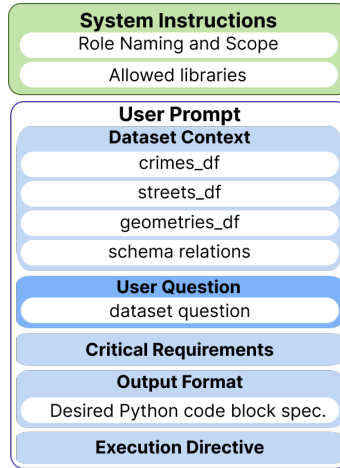 System Instructions
Role Naming and Scope
Allowed libraries
User Prompt
Dataset Context
crimes_df
streets_df
geometries_df
schema relations
User Question
dataset question
Critical Requirements
Output Format
Desired Python code block spec.
Execution Directive